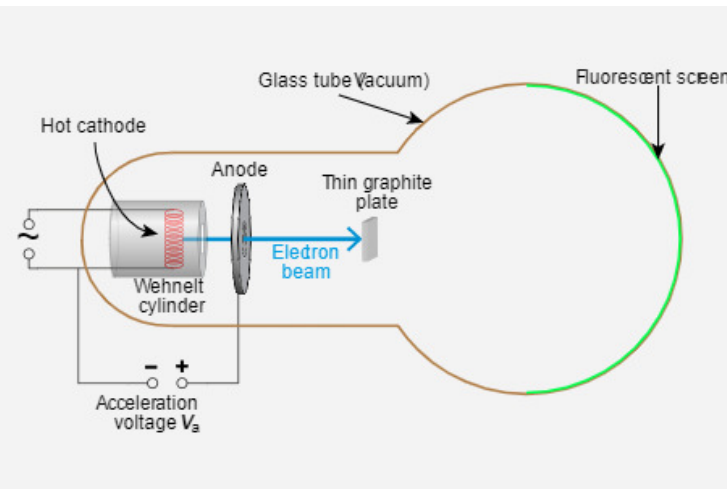 Glass tube (Vacuum)
Fluorescent screen
Hot cathode
Anode
Thin graphite
plate
~
Electron
beam
Wehnelt
cylinder
- +
Acceleration
voltage Va